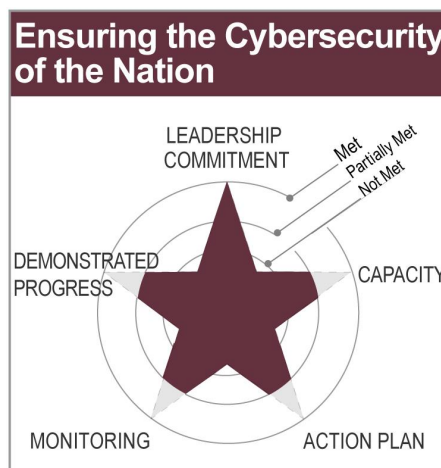 Ensuring the Cybersecurity
of the Nation
LEADERSHIP
COMMITMENT
Met
Partially Met
Not Met
DEMONSTRATED
PROGRESS
CAPACITY
MONITORING
ACTION PLAN